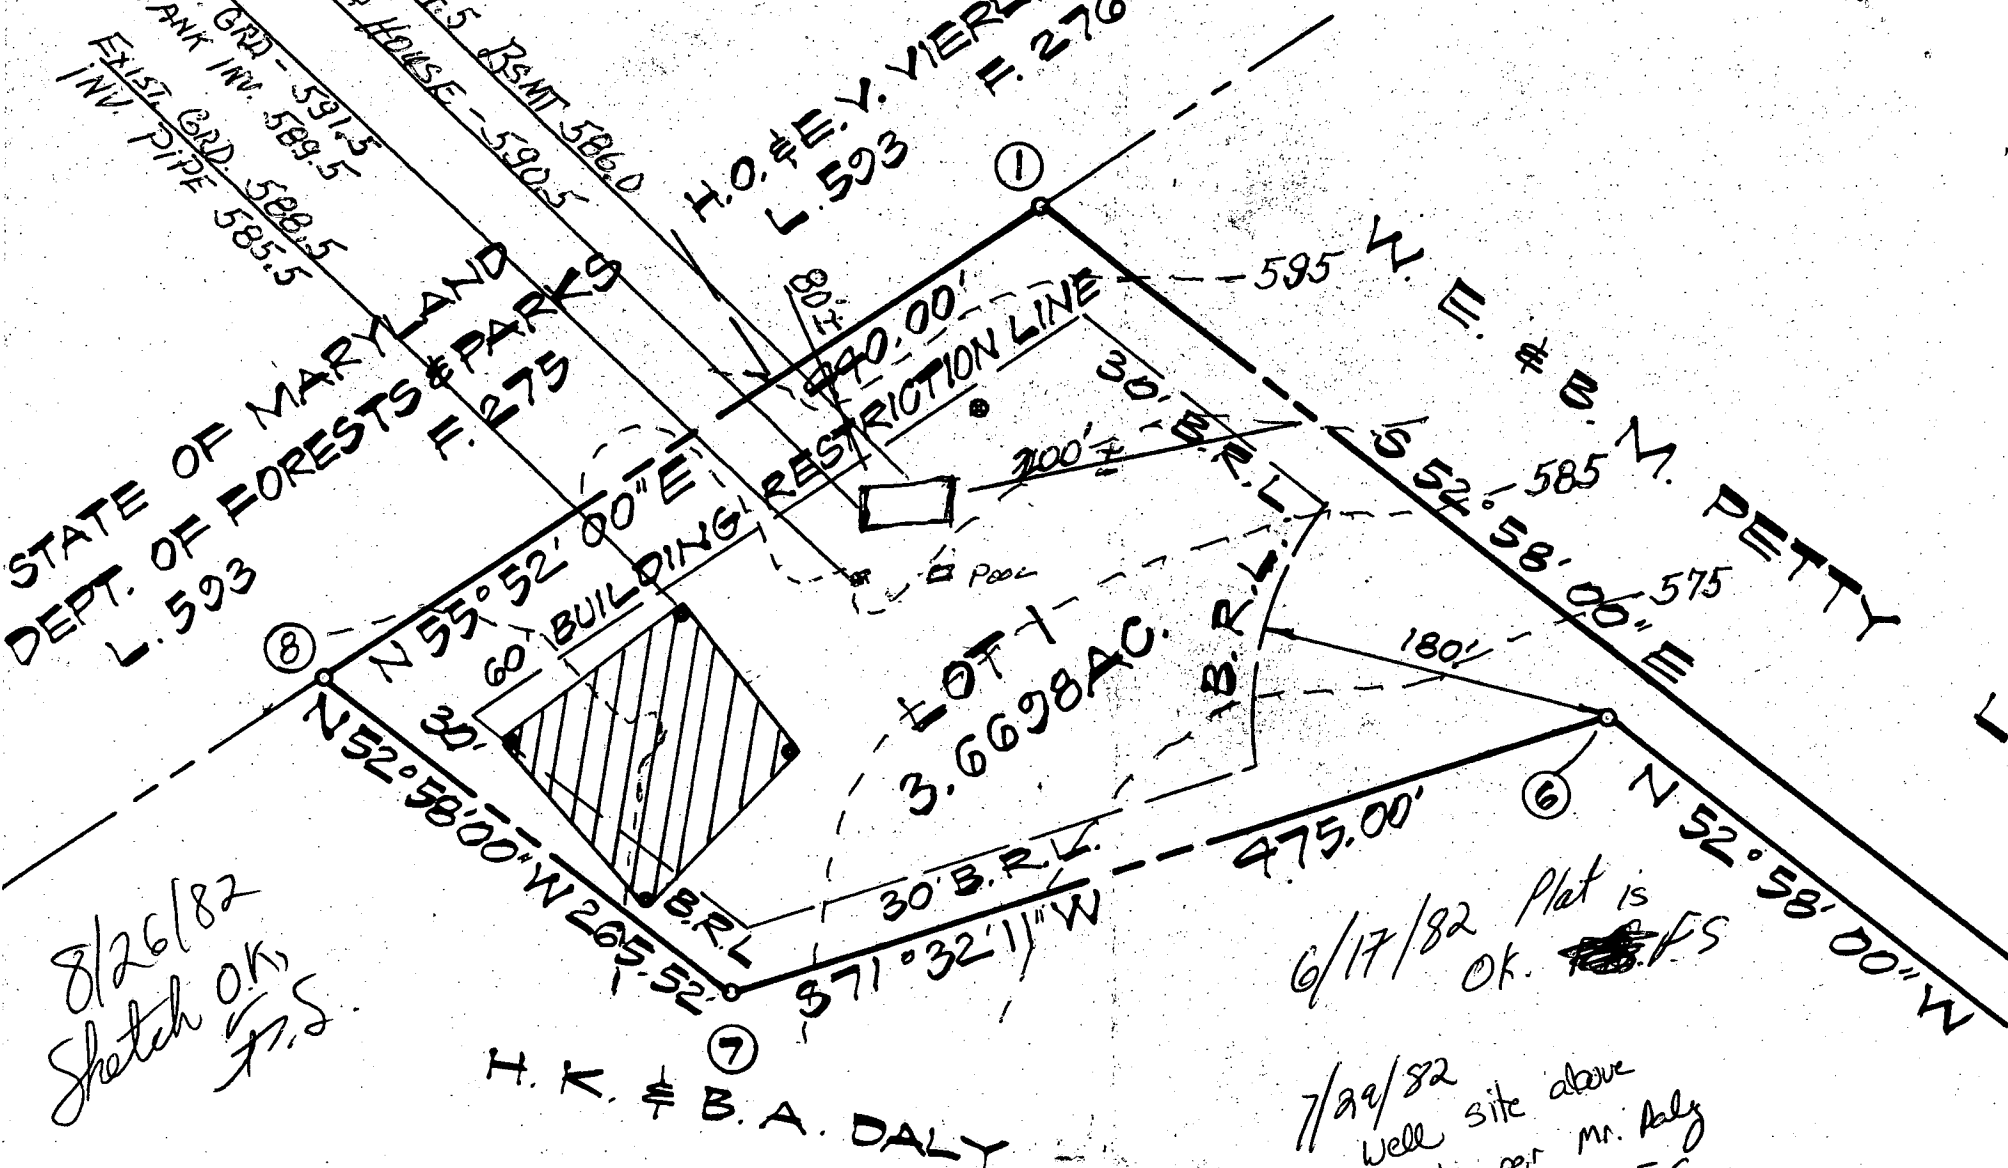 GRD - 591.5
ANK INV. 589.5
EXIST. GRD. 588.5
INV. PIPE 585.5
HOUSE - 590.5
BSMT 586.0
H.O. & E.V.
L. 593
F. 276
STATE OF MARYLAND
DEPT. OF FORESTS & PARKS
L. 593
F. 275
1
595
W. E. & B. M. PETTY
80'±
BUILDING RESTRICTION LINE
60'
N 55° 52' 00" E
30' B.R.L.
200'±
S 52° 58' 00" E
585
575
POOL
LOT 1
3.6698 AC.
B.R.L.
180'
8
30'
B.R.L
N 52° 58' 00" W 265.52'
30' B.R.L.
S 71° 32' 11" W
475.00'
6
N 52° 58' 00" W
7
H. K. & B. A. DALY
8/26/82
Sketch OK,
F.S.
6/17/82 Plat is
OK. FS
7/29/82
Well site above
per Mr. Daly